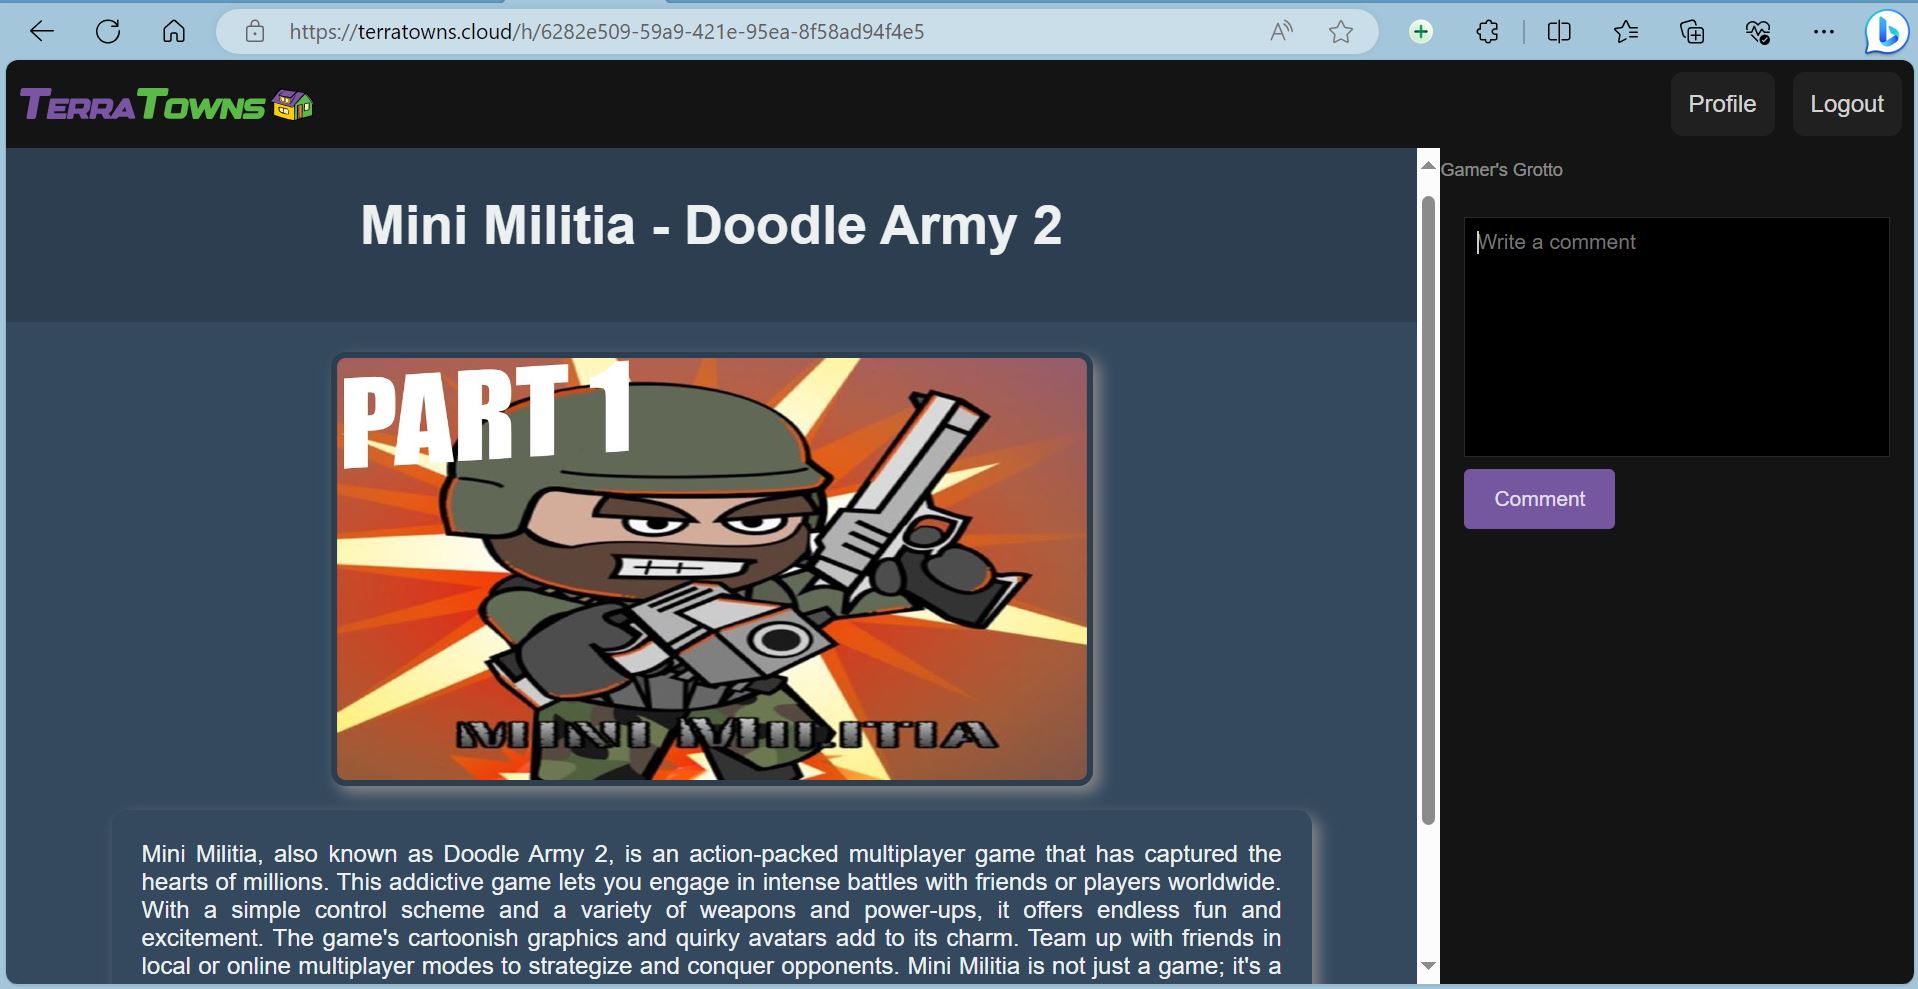 https://terratowns.cloud/h/6282e509-59a9-421e-95ea-8f58ad94f4e5
TERRATOWNS
Profile
Logout
Mini Militia - Doodle Army 2
PART 1
MINI MILITIA
Mini Militia, also known as Doodle Army 2, is an action-packed multiplayer game that has captured the
hearts of millions. This addictive game lets you engage in intense battles with friends or players worldwide.
With a simple control scheme and a variety of weapons and power-ups, it offers endless fun and
excitement. The game's cartoonish graphics and quirky avatars add to its charm. Team up with friends in
local or online multiplayer modes to strategize and conquer opponents. Mini Militia is not just a game; it's a
Gamer's Grotto
Write a comment
Comment